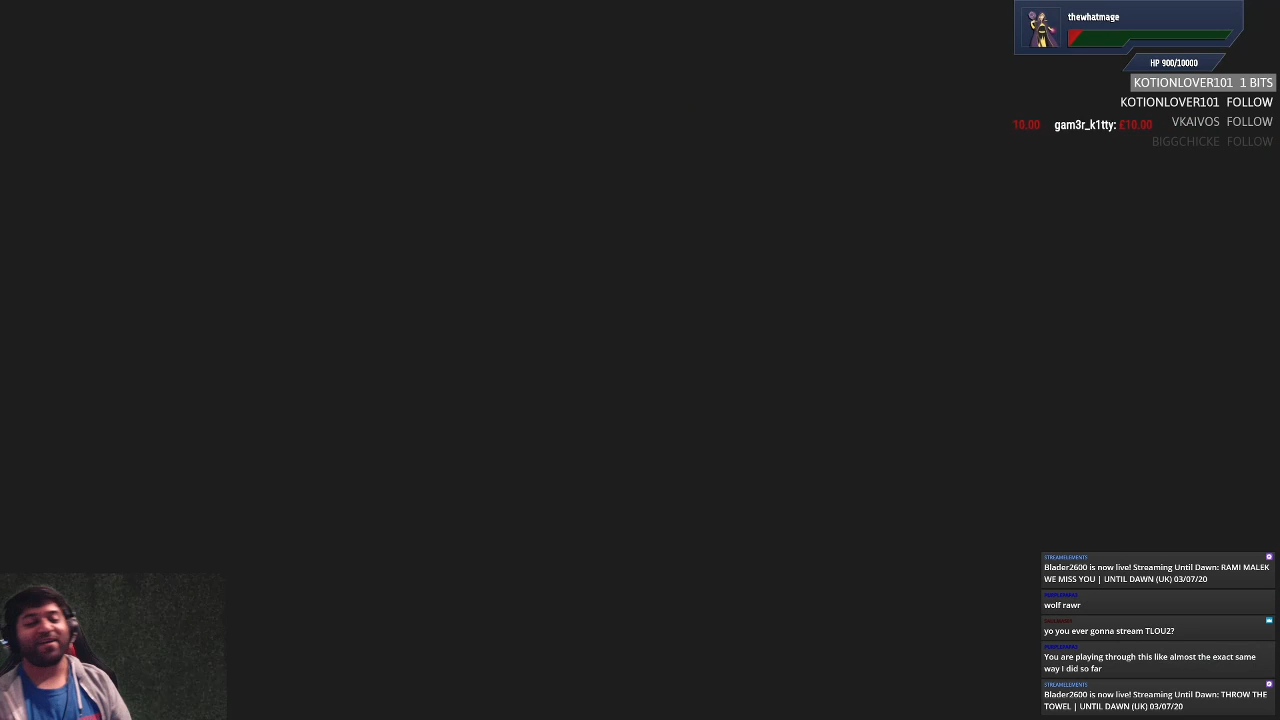 thewhatmage
HP 900/10000
KOTIONLOVER101 1 BITS
KOTIONLOVER101 FOLLOW
10.00 gam3r_k1tty: £10.00 VKAIVOS FOLLOW
BIGGCHICKE FOLLOW
STREAMELEMENTS
Blader2600 is now live! Streaming Until Dawn: RAMI MALEK
WE MISS YOU | UNTIL DAWN (UK) 03/07/20
wolf rawr
yo you ever gonna stream TLOU2?
You are playing through this like almost the exact same
way I did so far
STREAMELEMENTS
Blader2600 is now live! Streaming Until Dawn: THROW THE
TOWEL | UNTIL DAWN (UK) 03/07/20